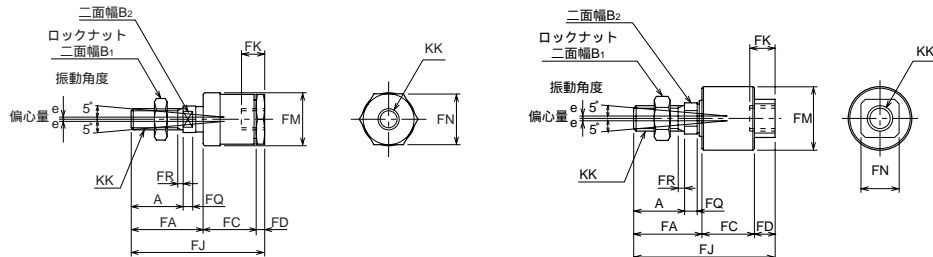 二面幅B2
ロックナット
二面幅B1
振動角度
偏心量
e
e
5°
5°
KK
FR
A
FQ
FA
FC
FD
FJ
FK
FM
KK
FN
二面幅B2
ロックナット
二面幅B1
振動角度
偏心量
e
e
5°
5°
KK
FR
A
FQ
FA
FC
FD
FJ
FK
FM
KK
FN